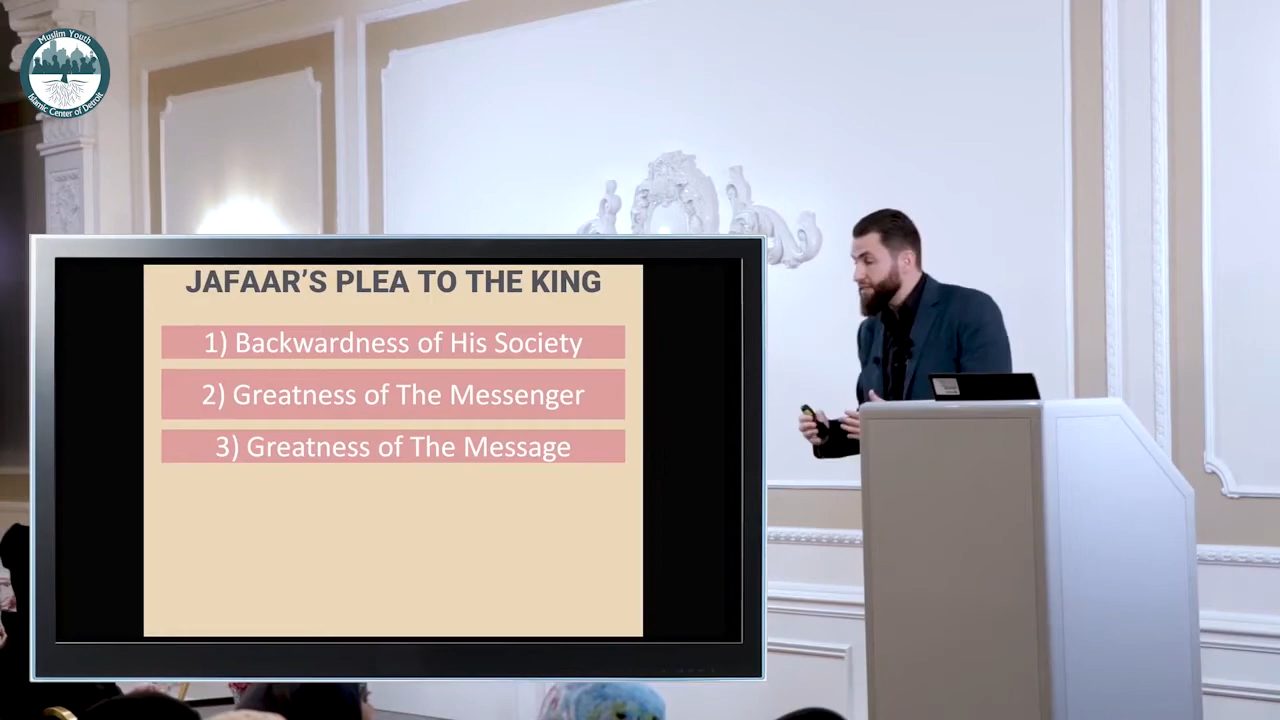 Muslim Youth
Islamic Center of Detroit
JAFAAR'S PLEA TO THE KING
1) Backwardness of His Society
2) Greatness of The Messenger
3) Greatness of The Message